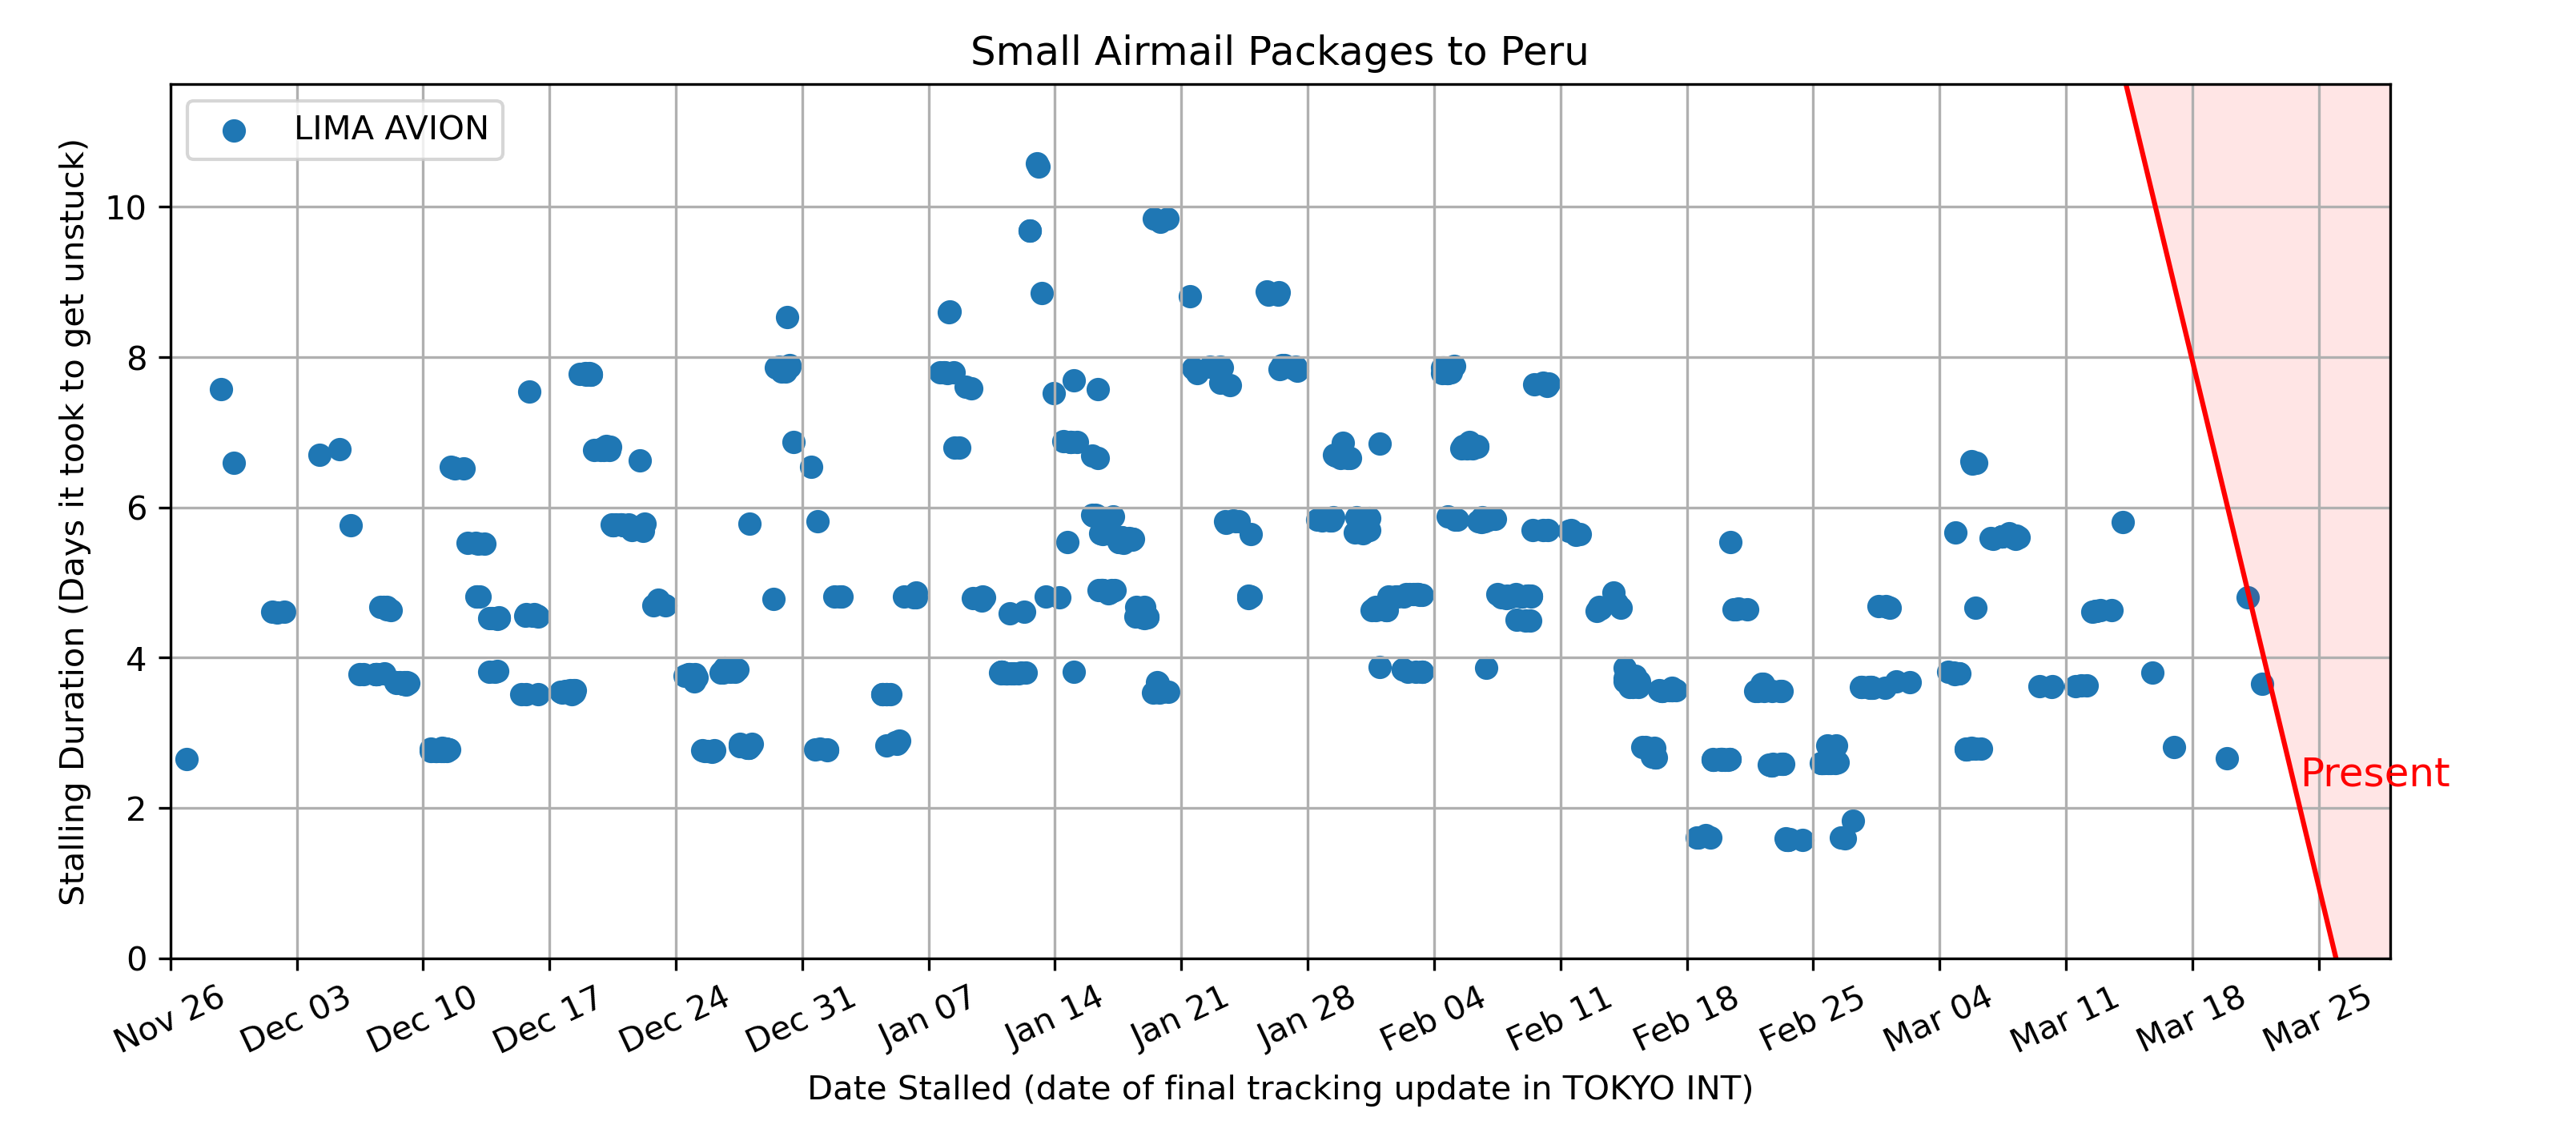 Small Airmail Packages to Peru
LIMA AVION
Stalling Duration (Days it took to get unstuck)
10
8
6
4
2
0
Present
Nov 26
Dec 03
Dec 10
Dec 17
Dec 24
Dec 31
Jan 07
Jan 14
Jan 21
Jan 28
Feb 04
Feb 11
Feb 18
Feb 25
Mar 04
Mar 11
Mar 18
Mar 25
Date Stalled (date of final tracking update in TOKYO INT)